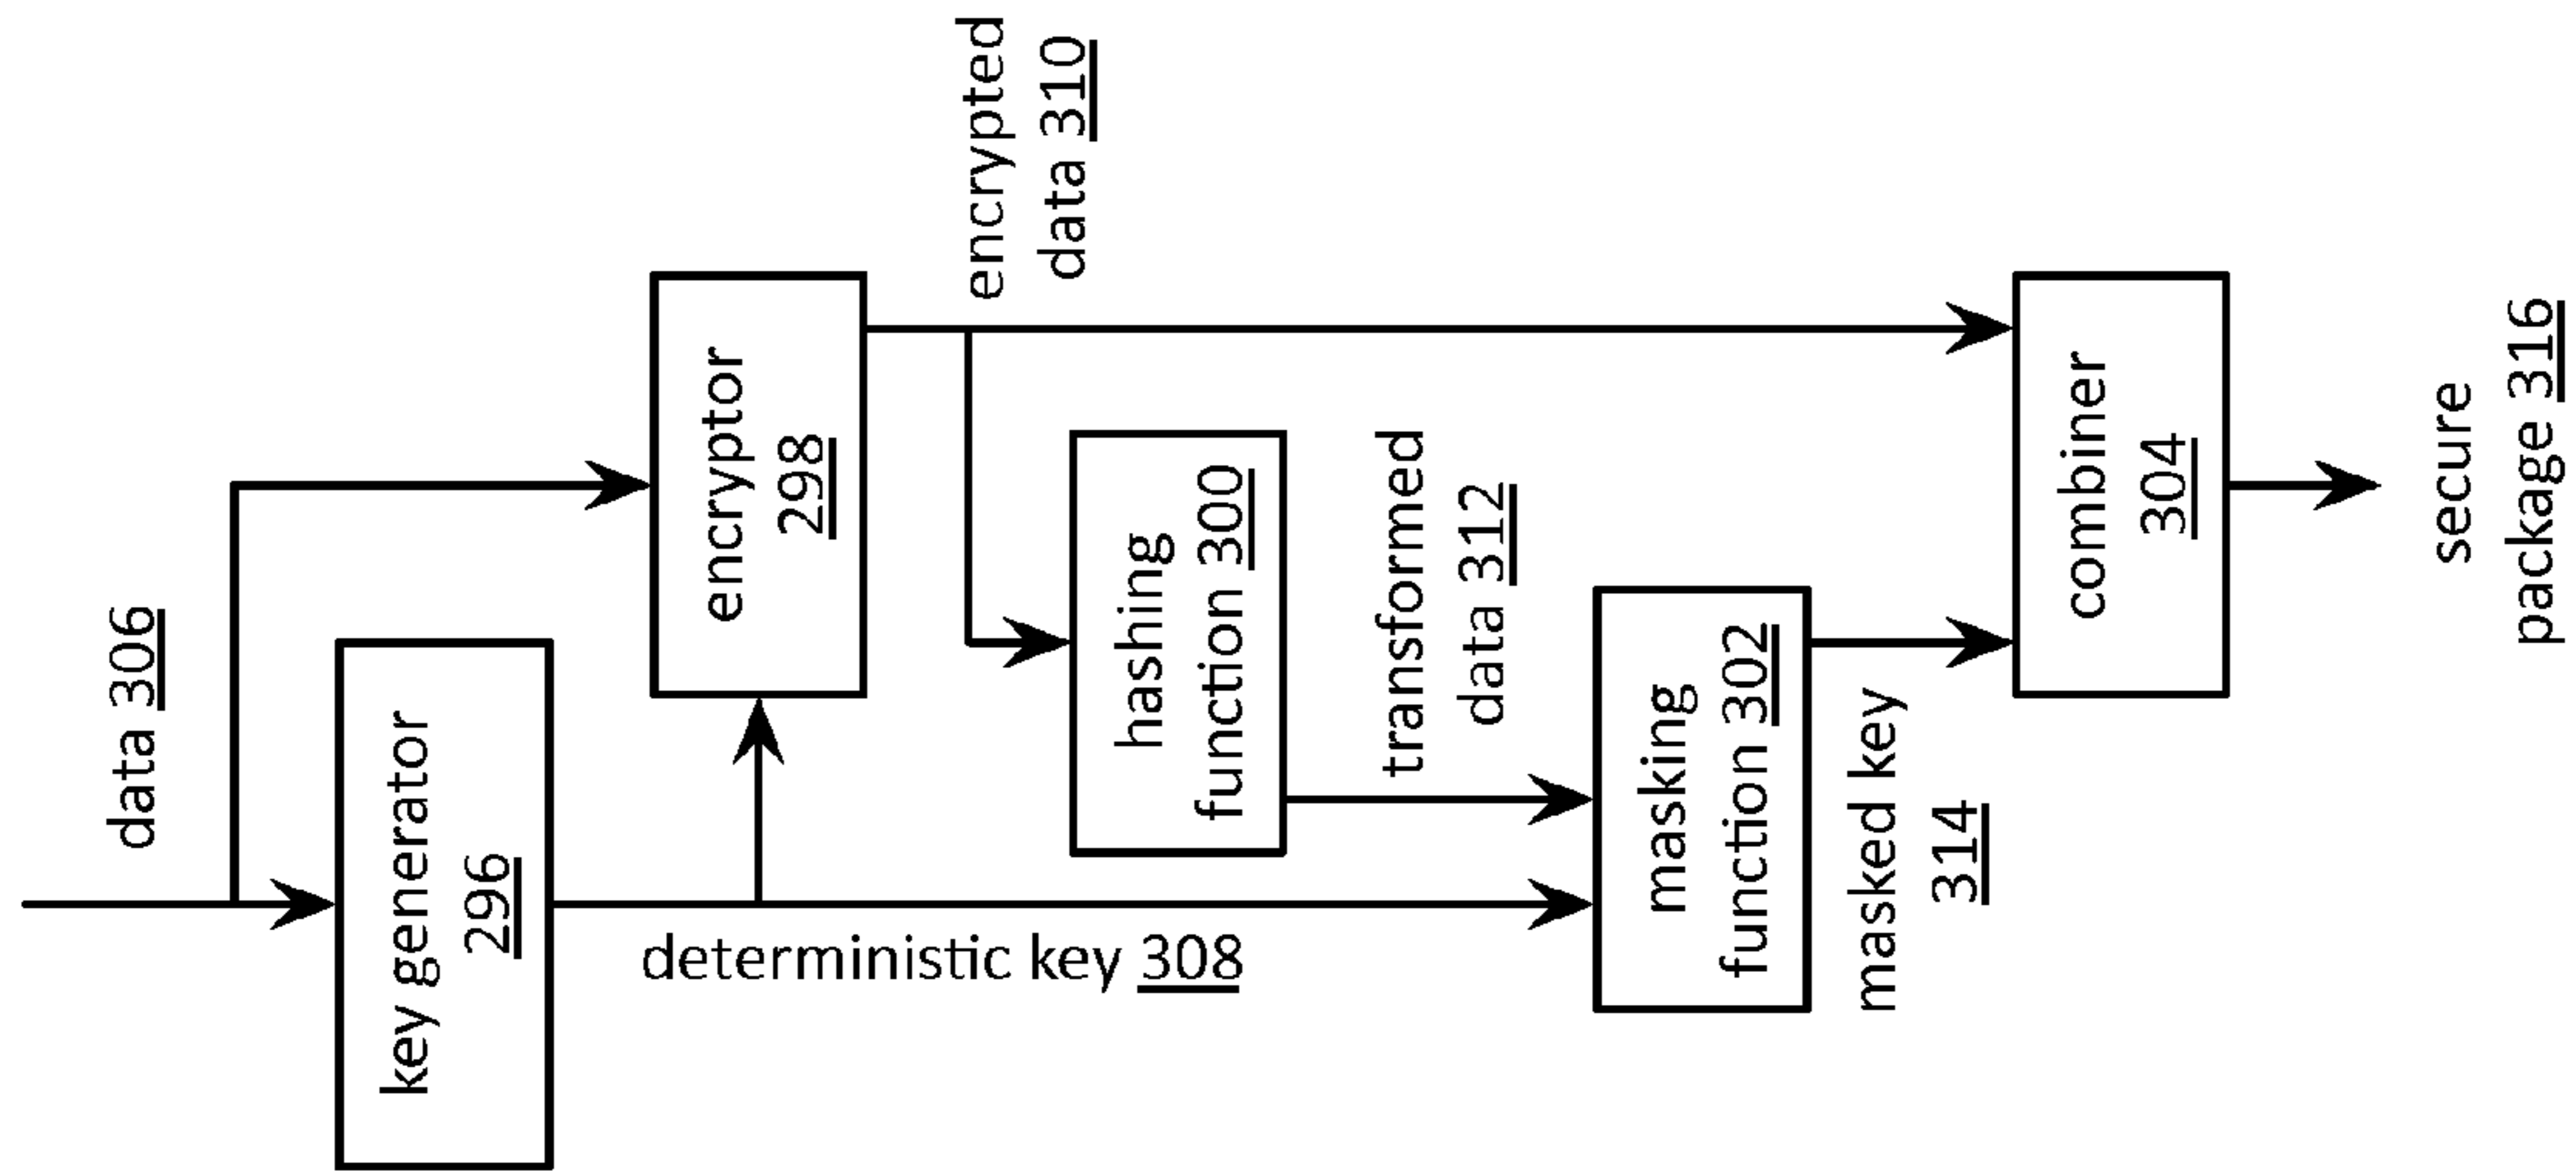 data 306
key generator
296
encryptor
298
deterministic key 308
encrypted
data 310
hashing
function 300
transformed
data 312
masking
function 302
masked key
314
combiner
304
secure
package 316